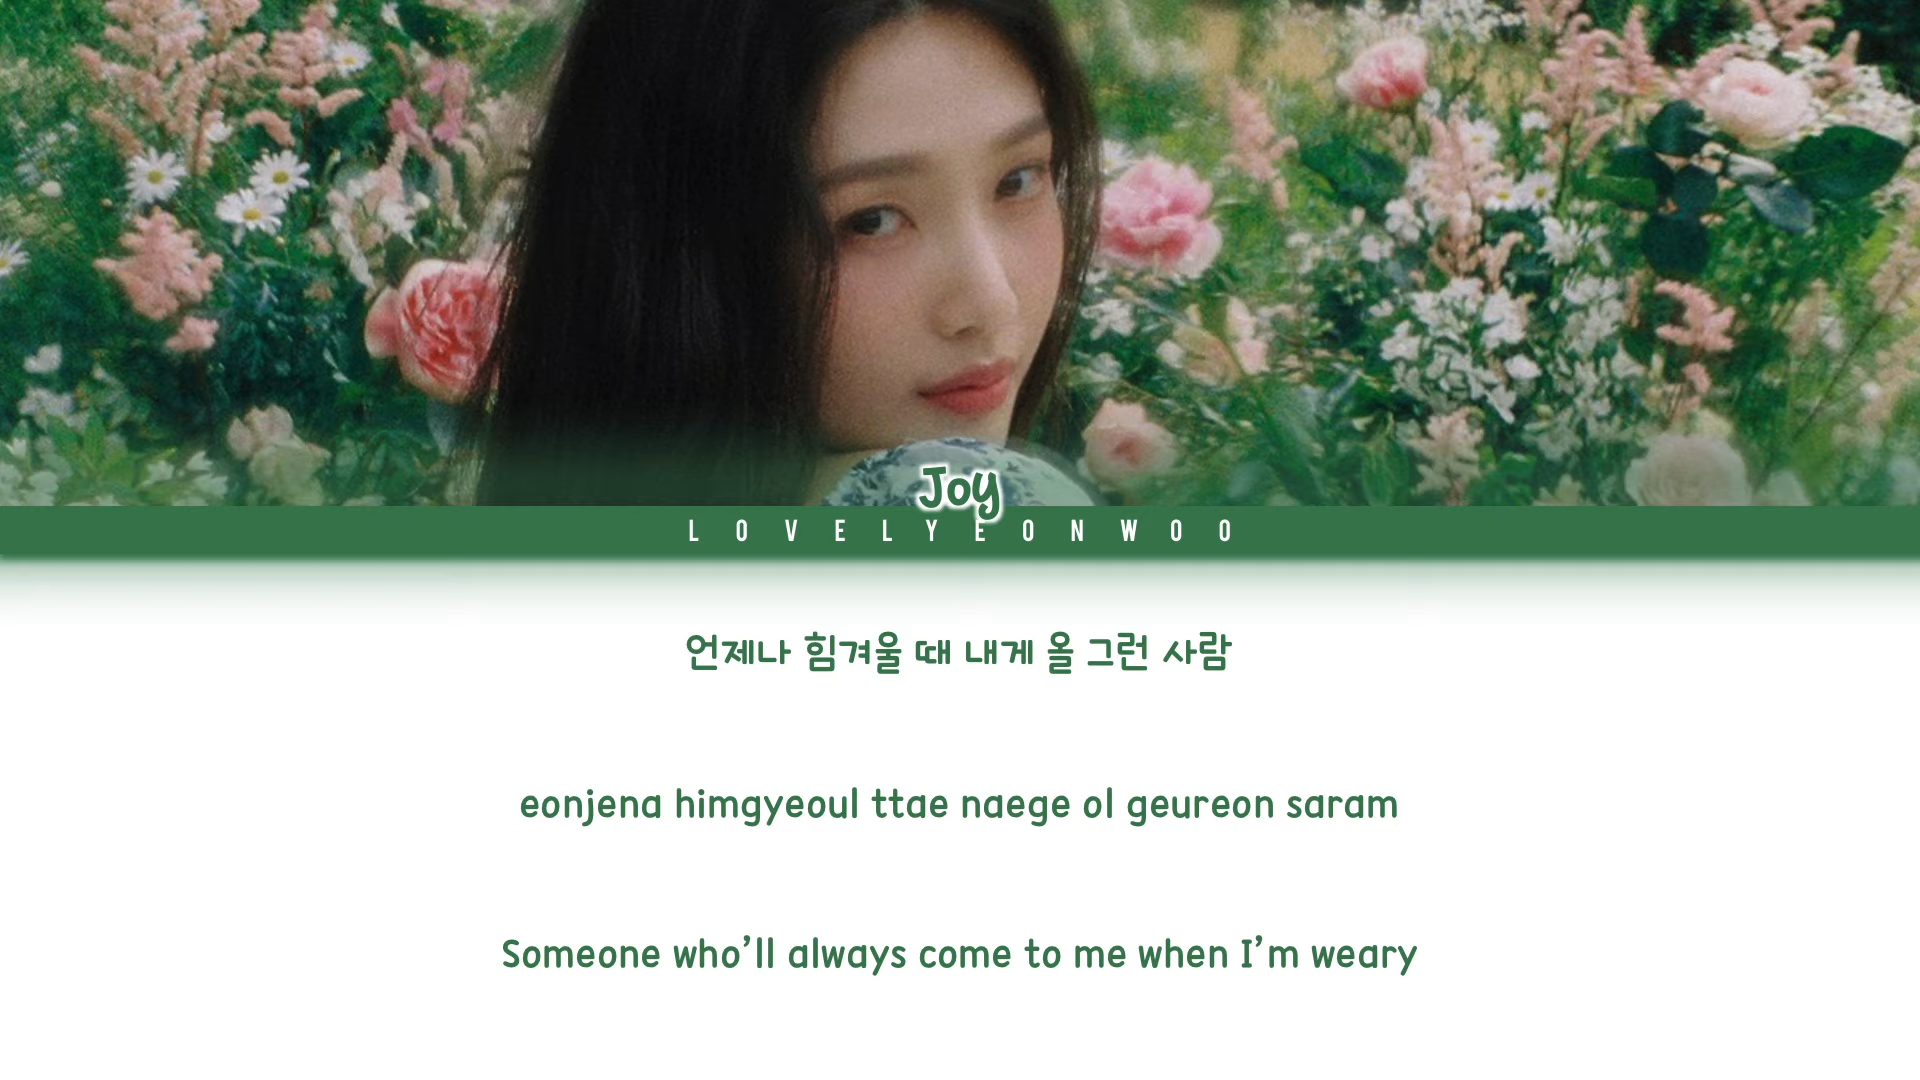 Joy
LOVELYEONWOO
언제나 힘겨울 때 내게 올 그런 사람
eonjena himgyeoul ttae naege ol geureon saram
Someone who’ll always come to me when I’m weary